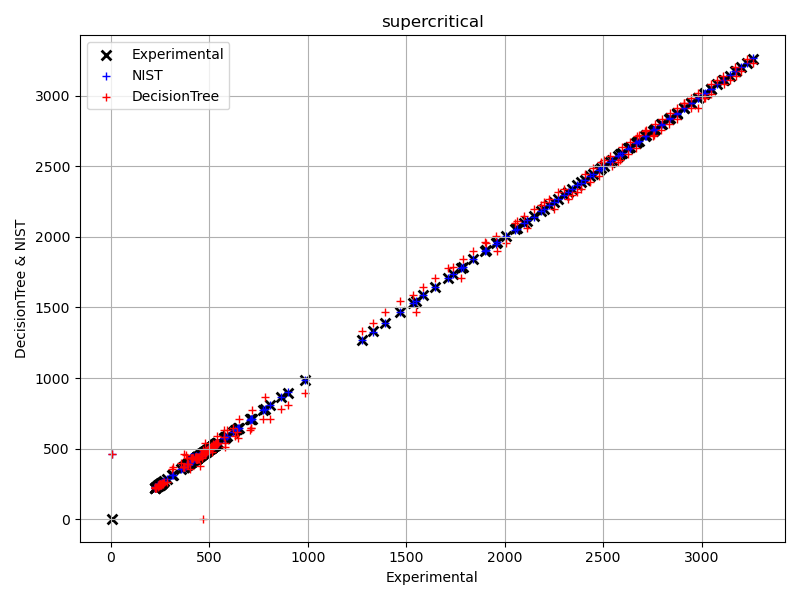 supercritical
Experimental
NIST
DecisionTree
DecisionTree & NIST
3000
2500
2000
1500
1000
500
0
0 500 1000 1500 2000 2500 3000
Experimental